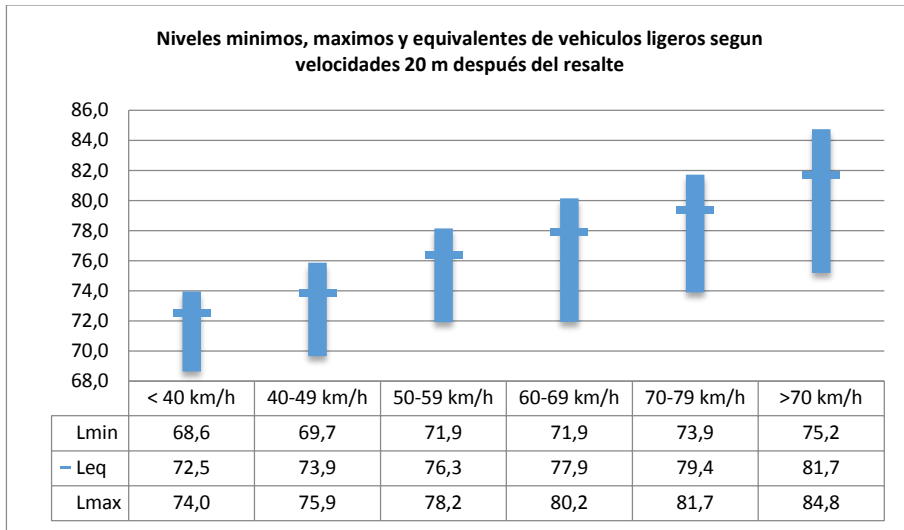 Niveles minimos, maximos y equivalentes de vehiculos ligeros segun
velocidades 20 m después del resalte
86,0
84,0
82,0
80,0
78,0
76,0
74,0
72,0
70,0
68,0
< 40 km/h 40-49 km/h 50-59 km/h 60-69 km/h 70-79 km/h >70 km/h
Lmin 68,6 69,7 71,9 71,9 73,9 75,2
Leq 72,5 73,9 76,3 77,9 79,4 81,7
Lmax 74,0 75,9 78,2 80,2 81,7 84,8